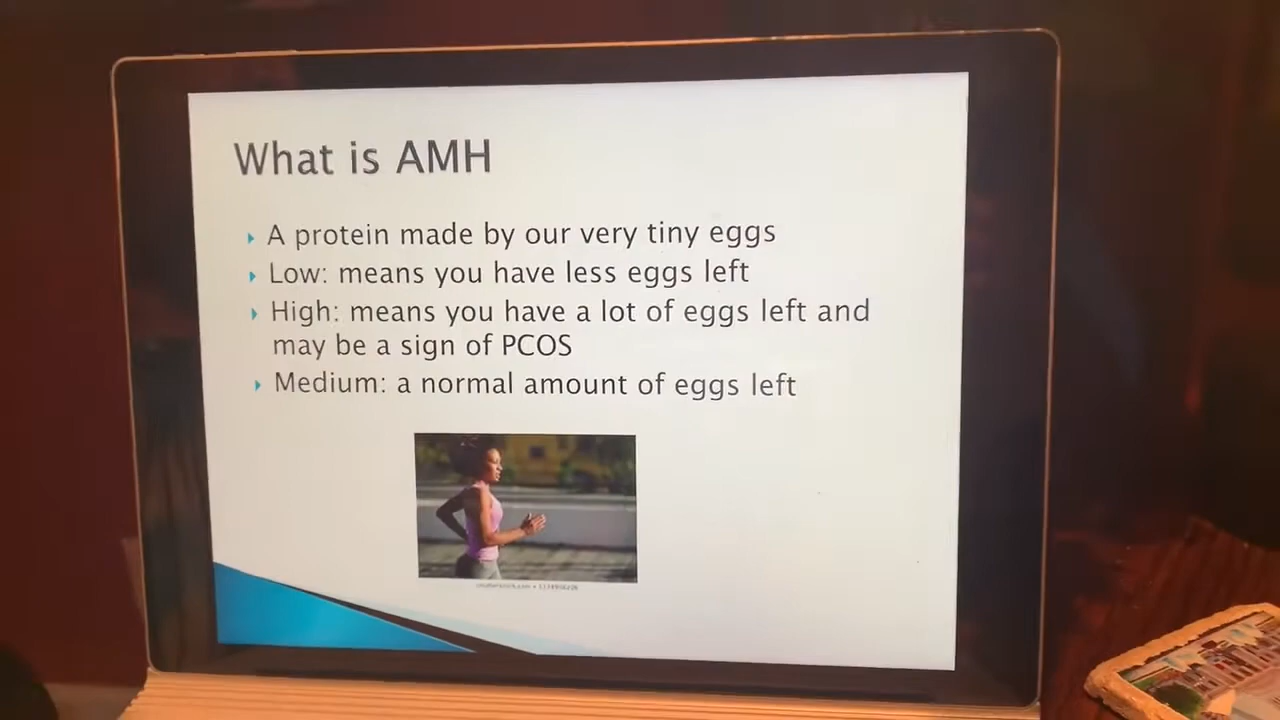 What is AMH
A protein made by our very tiny eggs
Low: means you have less eggs left
High: means you have a lot of eggs left and
may be a sign of PCOS
Medium: a normal amount of eggs left